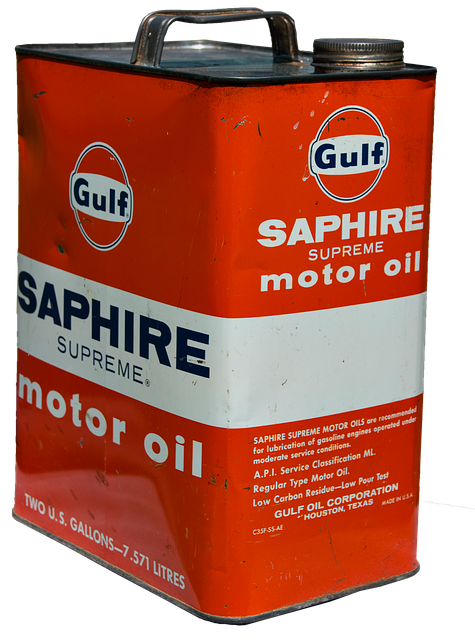 Gulf
SAPHIRE
SUPREME®
motor oil
TWO U.S. GALLONS—7.571 LITRES
Gulf
SAPHIRE
SUPREME
motor oil
SAPHIRE SUPREME MOTOR OILS are recommended
for lubrication of gasoline engines operated under
moderate service conditions.
A.P.I. Service Classification ML.
Regular Type Motor Oil.
Low Carbon Residue—Low Pour Test
GULF OIL CORPORATION
HOUSTON, TEXAS MADE IN U.S.A.
C35F-SS-AE